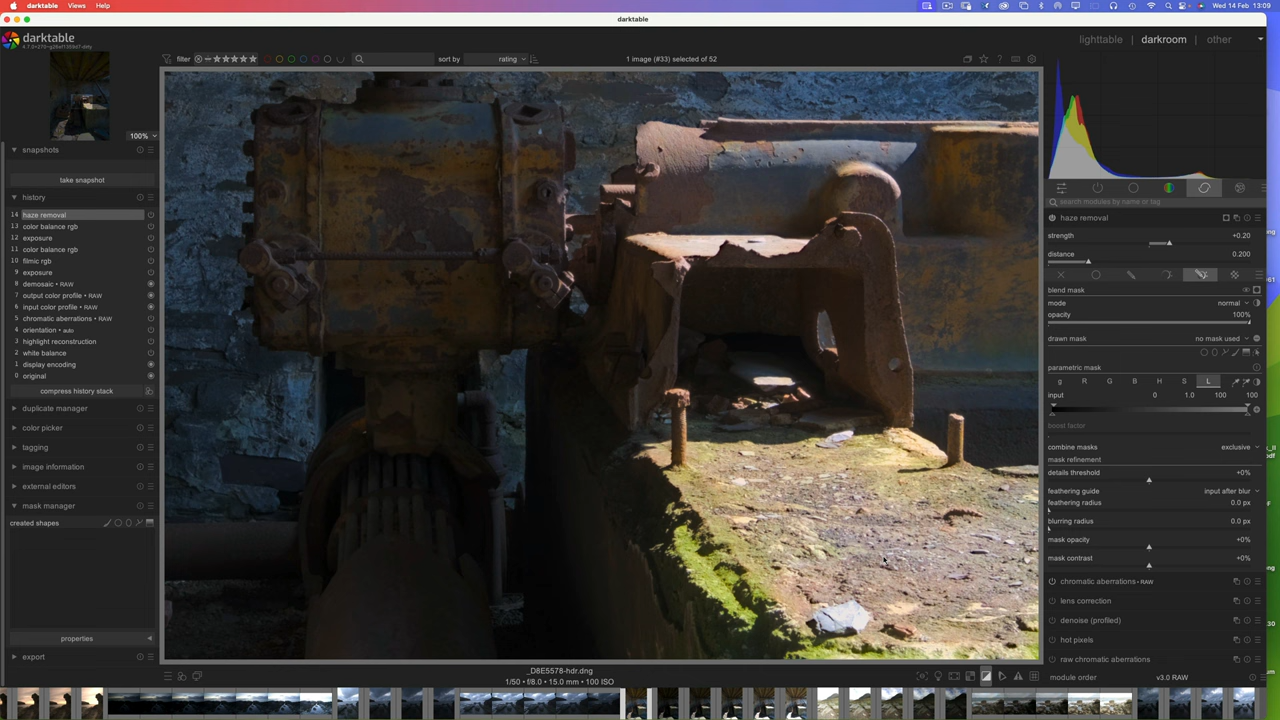 darktable Views Help Wed 14 Feb 13:09
darktable
darktable
lighttable | darkroom | other
filter sort by rating 1 image (#33) selected of 52
100%
snapshots
take snapshot
history
14 haze removal
13 color balance rgb
12 exposure
11 color balance rgb
10 filmic rgb
9 exposure
8 demosaic • RAW
7 output color profile • RAW
6 input color profile • RAW
5 chromatic aberrations • RAW
4 orientation • auto
3 highlight reconstruction
2 white balance
1 display encoding
0 original
compress history stack
duplicate manager
color picker
tagging
image information
external editors
mask manager
created shapes
properties
export
_D8E5578-hdr.dng
1/50 • f/8.0 • 15.0 mm • 100 ISO
search modules by name or tag
haze removal
strength +0.20
distance 0.200
blend mask
mode normal
opacity 100%
drawn mask no mask used
parametric mask
g R G B H S L
input 0 1.0 100 100
boost factor
combine masks exclusive
mask refinement
details threshold +0%
feathering guide input after blur
feathering radius 0.0 px
blurring radius 0.0 px
mask opacity +0%
mask contrast +0%
chromatic aberrations • RAW
lens correction
denoise (profiled)
hot pixels
raw chromatic aberrations
module order v3.0 RAW